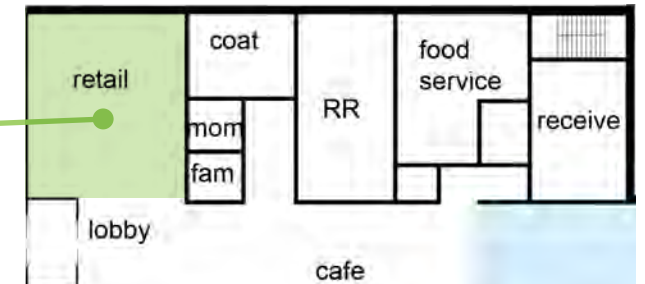 coat
food
service
retail
RR
receive
mom
fam
lobby
cafe